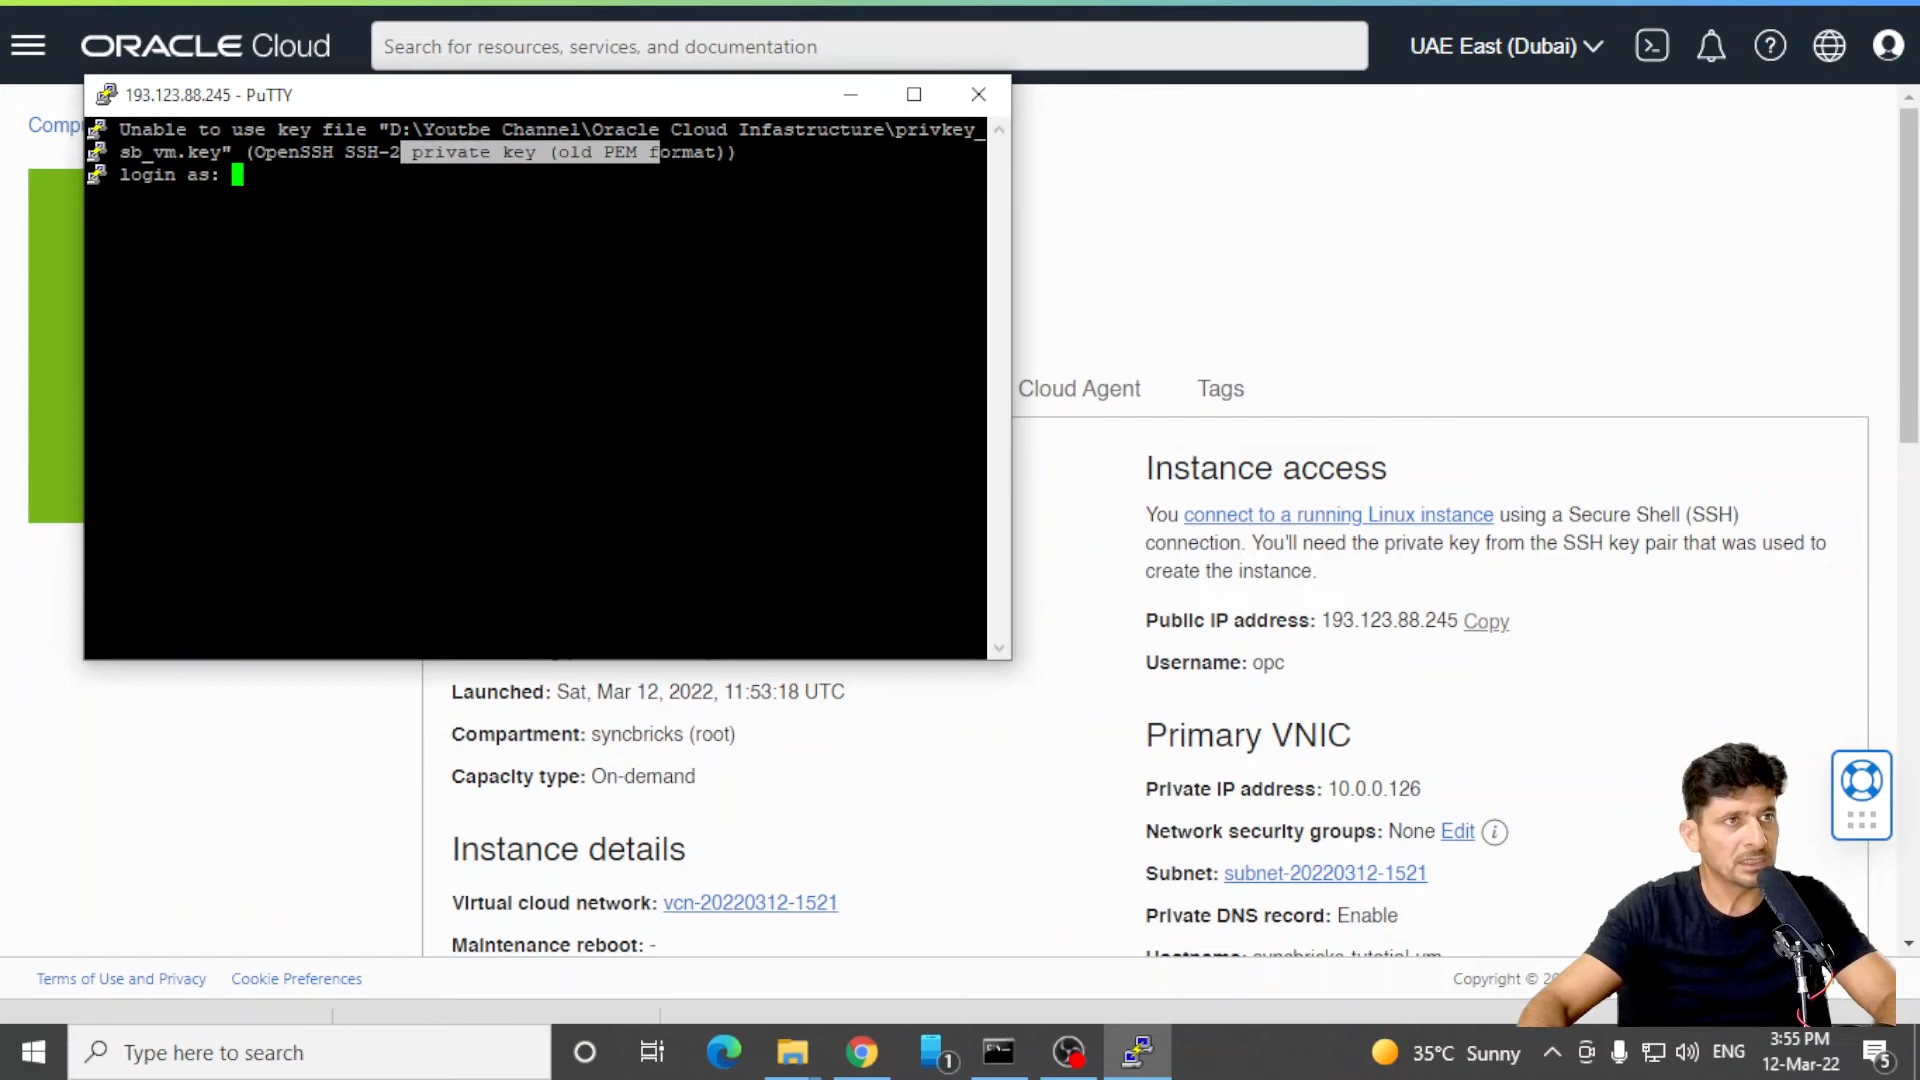 ORACLE Cloud
Search for resources, services, and documentation
UAE East (Dubai)
193.123.88.245 - PuTTY
Comp
Unable to use key file "D:\Youtbe Channel\Oracle Cloud Infastructure\privkey_
sb_vm.key" (OpenSSH SSH-2 private key (old PEM format))
login as:
Cloud Agent
Tags
Instance access
You connect to a running Linux instance using a Secure Shell (SSH)
connection. You'll need the private key from the SSH key pair that was used to
create the instance.
Public IP address: 193.123.88.245 Copy
Username: opc
Launched: Sat, Mar 12, 2022, 11:53:18 UTC
Compartment: syncbricks (root)
Capacity type: On-demand
Primary VNIC
Private IP address: 10.0.0.126
Network security groups: None Edit
Subnet: subnet-20220312-1521
Private DNS record: Enable
Instance details
Virtual cloud network: vcn-20220312-1521
Maintenance reboot: -
Terms of Use and Privacy
Cookie Preferences
Copyright © 20
Type here to search
1
35°C Sunny
ENG
3:55 PM
12-Mar-22
5